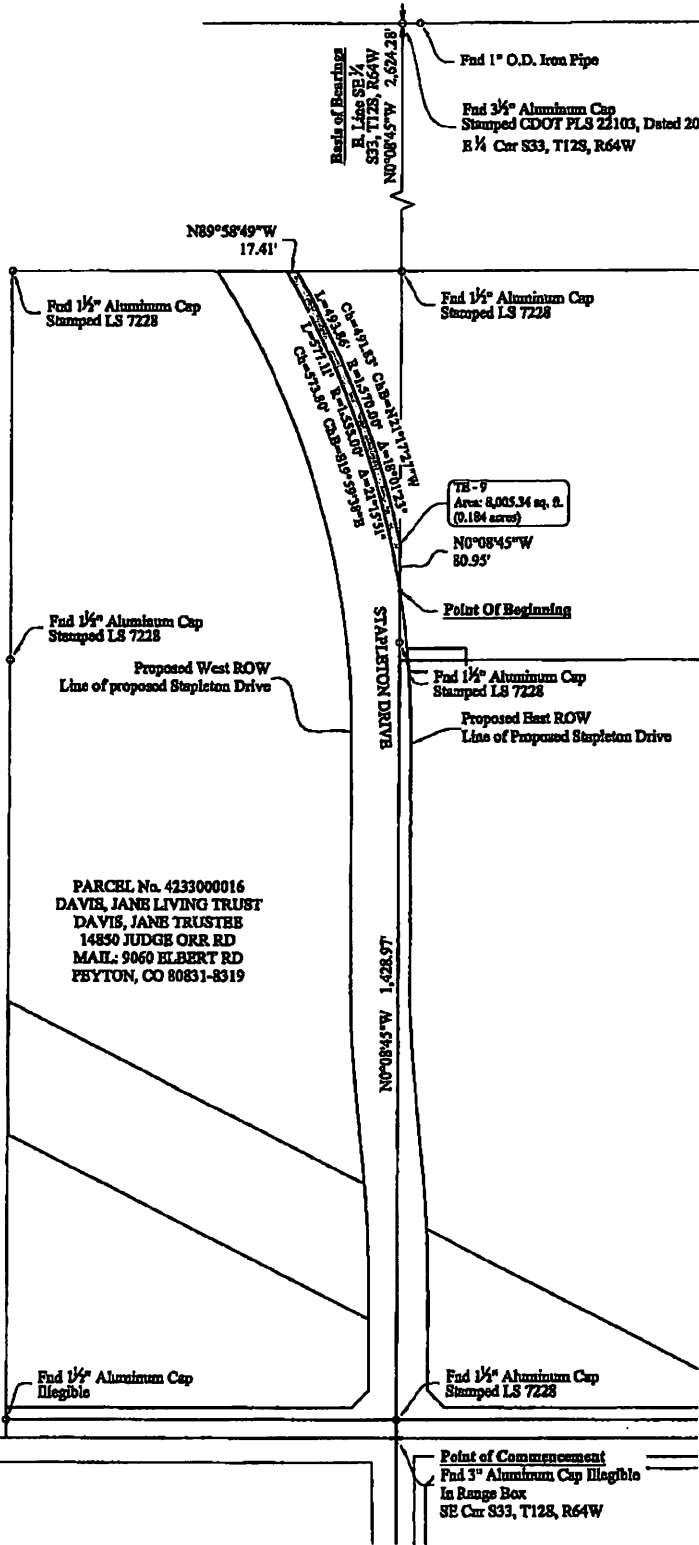 Fnd 1" O.D. Iron Pipe
Basis of Bearings
E. Line SE ¼
S33, T12S, R64W
N0°08'45"W 2,624.28'
Fnd 3½" Aluminum Cap
Stamped CDOT PLS 22103, Dated 20
E ¼ Cnr S33, T12S, R64W
N89°58'49"W
17.41'
Fnd 1½" Aluminum Cap
Stamped LS 7228
Fnd 1½" Aluminum Cap
Stamped LS 7228
Ch=491.83' ChB=N21°17'27"W
L=493.86' R=1,570.00' Δ=18°01'23"
L=577.11' R=1,555.00' Δ=21°15'51"
Ch=573.80' ChB=S19°59'38"E
TE - 9
Area: 8,005.34 sq. ft.
(0.184 acres)
N0°08'45"W
80.95'
Point Of Beginning
Fnd 1½" Aluminum Cap
Stamped LS 7228
STAPLETON DRIVE
Fnd 1½" Aluminum Cap
Stamped LS 7228
Proposed West ROW
Line of proposed Stapleton Drive
Proposed East ROW
Line of Proposed Stapleton Drive
PARCEL No. 4233000016
DAVIS, JANE LIVING TRUST
DAVIS, JANE TRUSTEE
14850 JUDGE ORR RD
MAIL: 9060 ELBERT RD
PEYTON, CO 80831-8319
N0°08'45"W 1,428.97'
Fnd 1½" Aluminum Cap
Illegible
Fnd 1½" Aluminum Cap
Stamped LS 7228
Point of Commencement
Fnd 3" Aluminum Cap Illegible
In Range Box
SE Cnr S33, T12S, R64W